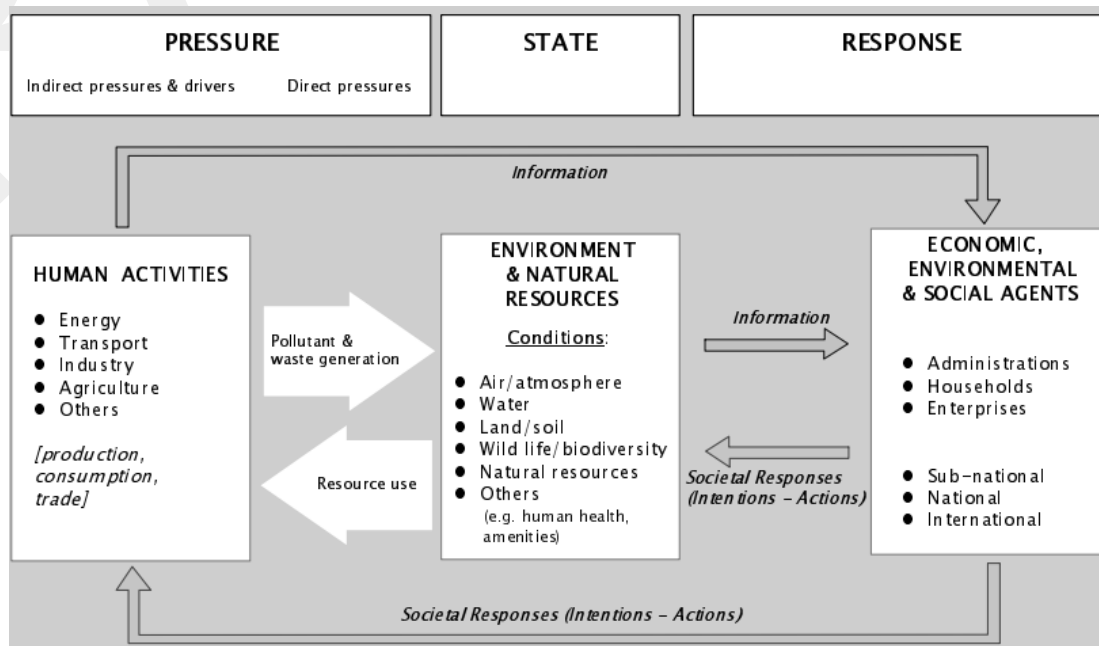 PRESSURE
Indirect pressures & drivers
Direct pressures
STATE
RESPONSE
Information
HUMAN ACTIVITIES
● Energy
● Transport
● Industry
● Agriculture
● Others
[production,
consumption,
trade]
Pollutant &
waste generation
Resource use
ENVIRONMENT
& NATURAL
RESOURCES
Conditions:
● Air/atmosphere
● Water
● Land/soil
● Wild life/biodiversity
● Natural resources
● Others
(e.g. human health,
amenities)
Information
Societal Responses
(Intentions – Actions)
ECONOMIC,
ENVIRONMENTAL
& SOCIAL AGENTS
● Administrations
● Households
● Enterprises
● Sub-national
● National
● International
Societal Responses (Intentions – Actions)